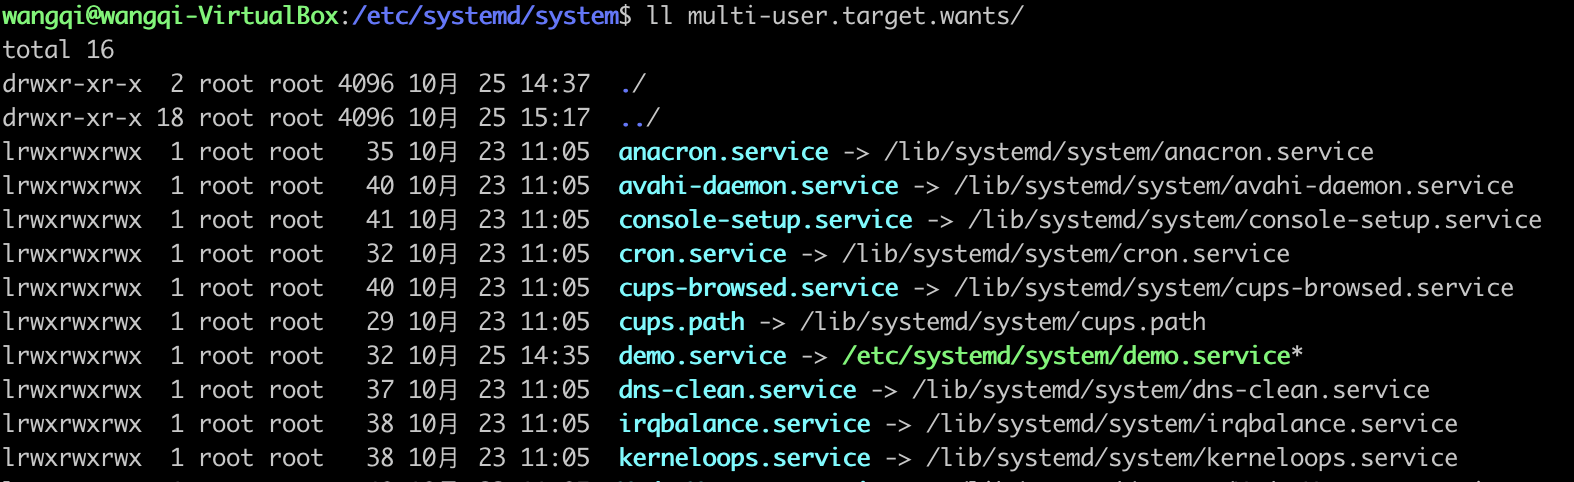 wangqi@wangqi-VirtualBox:/etc/systemd/system$ ll multi-user.target.wants/
total 16
drwxr-xr-x  2 root root 4096 10月 25 14:37  ./
drwxr-xr-x 18 root root 4096 10月 25 15:17  ../
lrwxrwxrwx  1 root root   35 10月 23 11:05  anacron.service -> /lib/systemd/system/anacron.service
lrwxrwxrwx  1 root root   40 10月 23 11:05  avahi-daemon.service -> /lib/systemd/system/avahi-daemon.service
lrwxrwxrwx  1 root root   41 10月 23 11:05  console-setup.service -> /lib/systemd/system/console-setup.service
lrwxrwxrwx  1 root root   32 10月 23 11:05  cron.service -> /lib/systemd/system/cron.service
lrwxrwxrwx  1 root root   40 10月 23 11:05  cups-browsed.service -> /lib/systemd/system/cups-browsed.service
lrwxrwxrwx  1 root root   29 10月 23 11:05  cups.path -> /lib/systemd/system/cups.path
lrwxrwxrwx  1 root root   32 10月 25 14:35  demo.service -> /etc/systemd/system/demo.service*
lrwxrwxrwx  1 root root   37 10月 23 11:05  dns-clean.service -> /lib/systemd/system/dns-clean.service
lrwxrwxrwx  1 root root   38 10月 23 11:05  irqbalance.service -> /lib/systemd/system/irqbalance.service
lrwxrwxrwx  1 root root   38 10月 23 11:05  kerneloops.service -> /lib/systemd/system/kerneloops.service